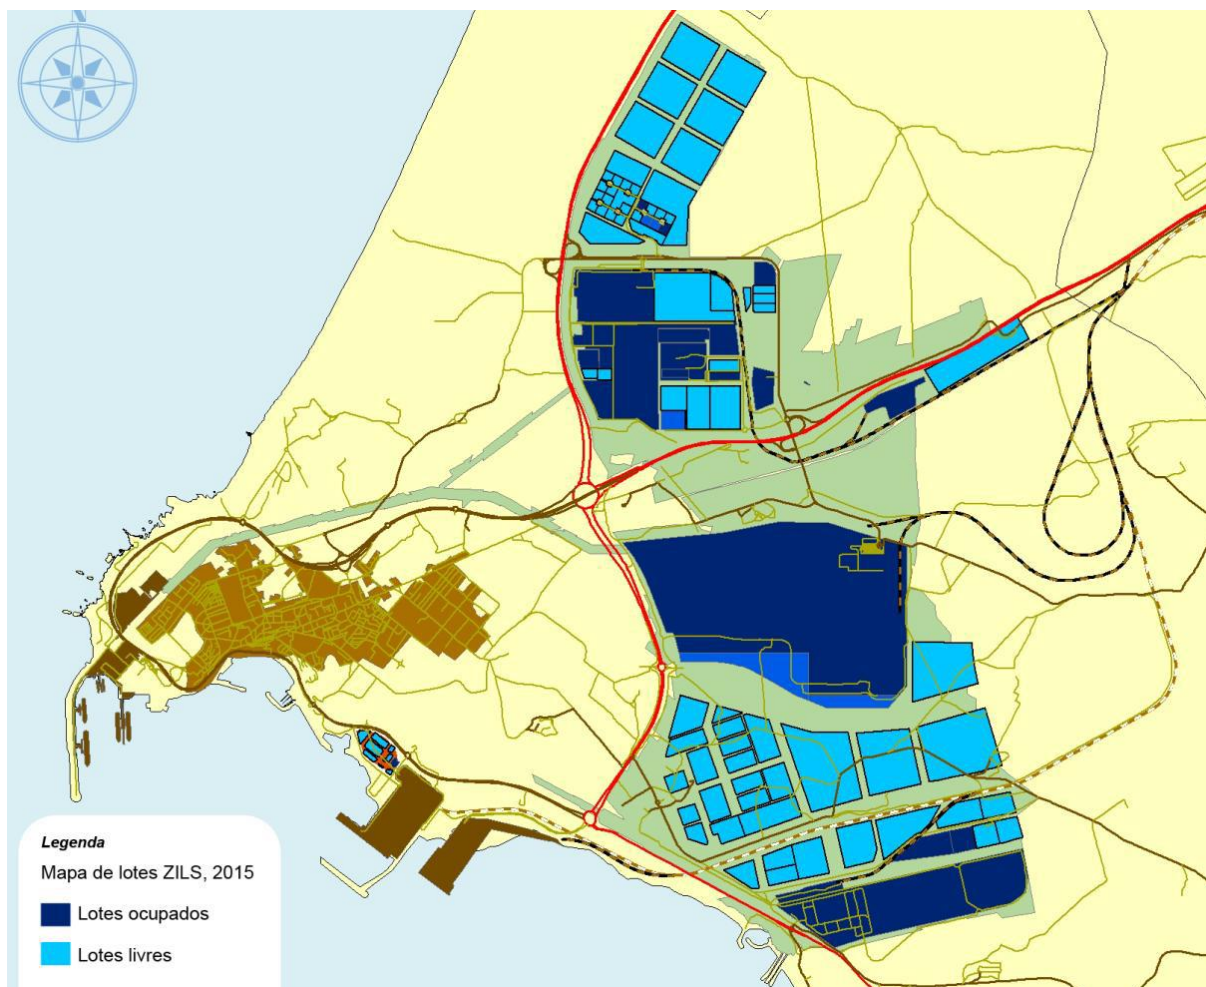 N
Legenda
Mapa de lotes ZILS, 2015
Lotes ocupados
Lotes livres